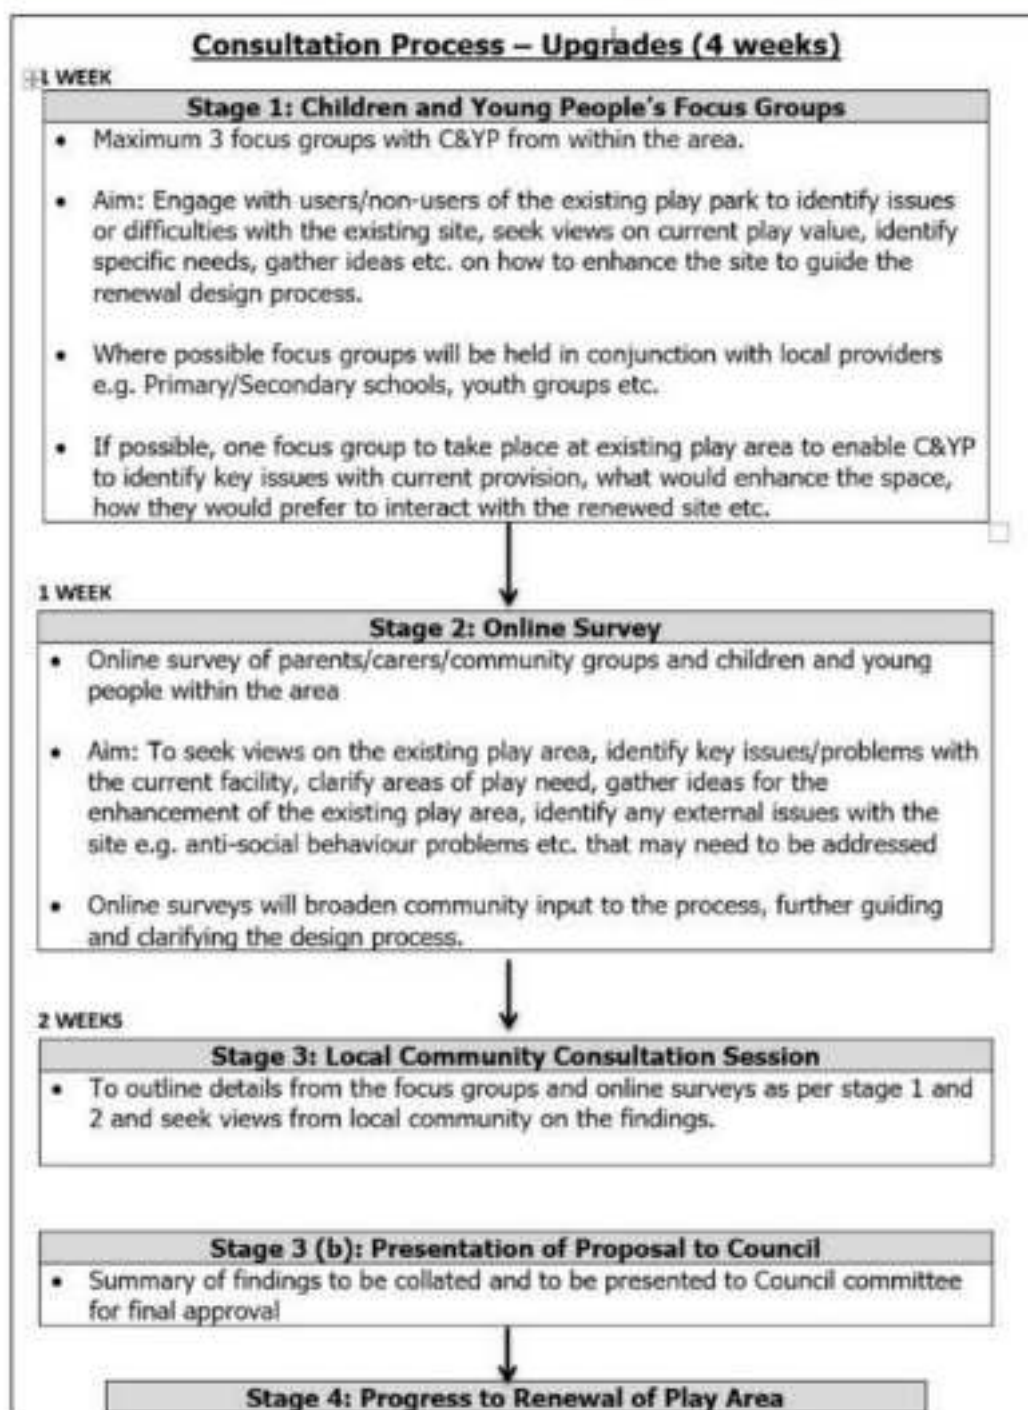 Consultation Process – Upgrades (4 weeks)
1 WEEK
Stage 1: Children and Young People's Focus Groups
• Maximum 3 focus groups with C&YP from within the area.
• Aim: Engage with users/non-users of the existing play park to identify issues
or difficulties with the existing site, seek views on current play value, identify
specific needs, gather ideas etc. on how to enhance the site to guide the
renewal design process.
• Where possible focus groups will be held in conjunction with local providers
e.g. Primary/Secondary schools, youth groups etc.
• If possible, one focus group to take place at existing play area to enable C&YP
to identify key issues with current provision, what would enhance the space,
how they would prefer to interact with the renewed site etc.
1 WEEK
Stage 2: Online Survey
• Online survey of parents/carers/community groups and children and young
people within the area
• Aim: To seek views on the existing play area, identify key issues/problems with
the current facility, clarify areas of play need, gather ideas for the
enhancement of the existing play area, identify any external issues with the
site e.g. anti-social behaviour problems etc. that may need to be addressed
• Online surveys will broaden community input to the process, further guiding
and clarifying the design process.
2 WEEKS
Stage 3: Local Community Consultation Session
• To outline details from the focus groups and online surveys as per stage 1 and
2 and seek views from local community on the findings.
Stage 3 (b): Presentation of Proposal to Council
• Summary of findings to be collated and to be presented to Council committee
for final approval
Stage 4: Progress to Renewal of Play Area